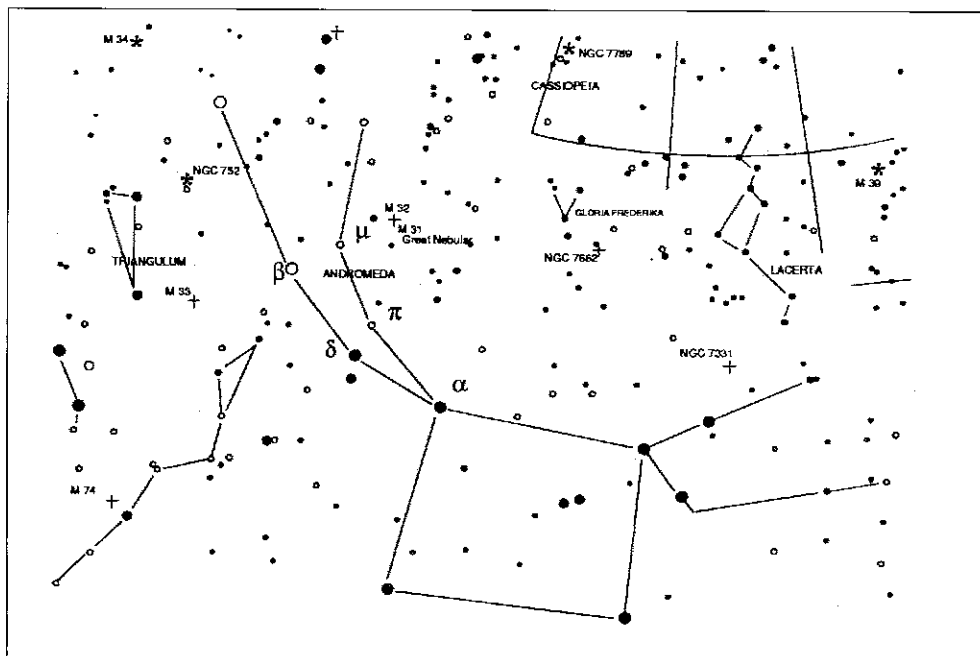 M 34
NGC 7789
CASSIOPEIA
NGC 752
M 39
M 32
M 31
Great Nebular
GLORIA FREDERIKA
μ
TRIANGULUM
β
ANDROMEDA
NGC 7662
LACERTA
M 33
π
δ
NGC 7331
α
M 74